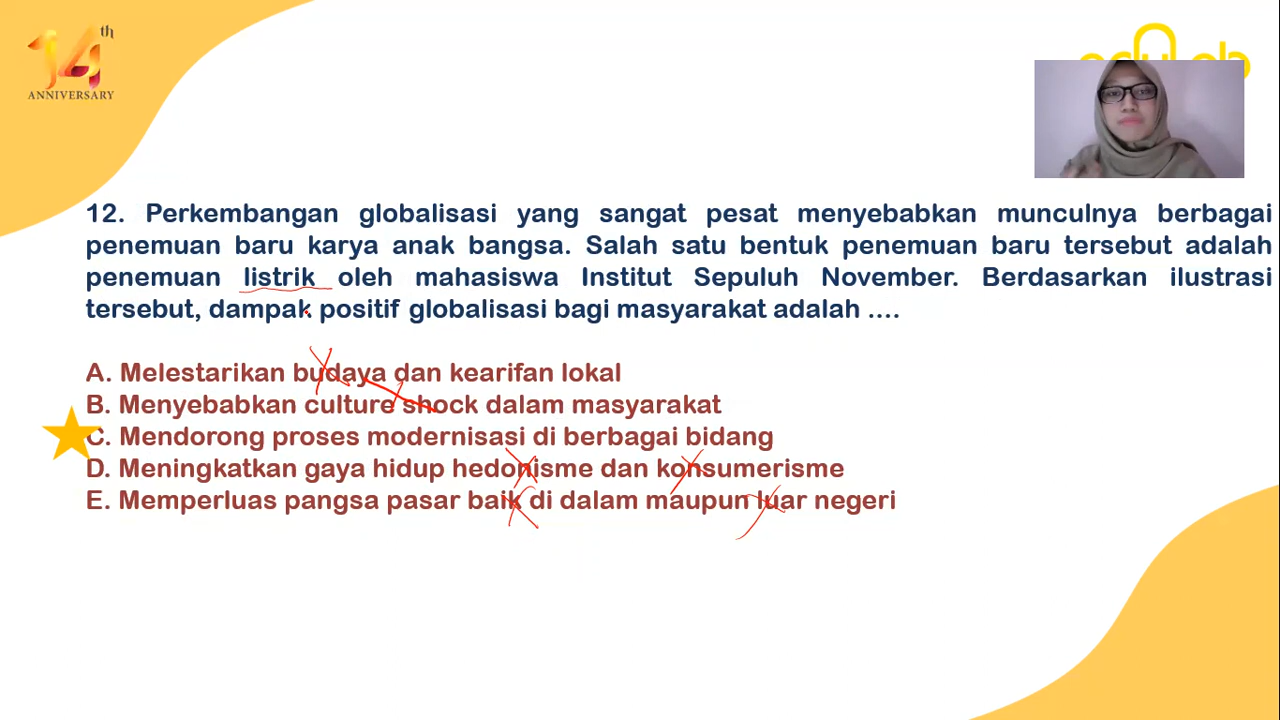 14th
ANNIVERSARY
12. Perkembangan globalisasi yang sangat pesat menyebabkan munculnya berbagai
penemuan baru karya anak bangsa. Salah satu bentuk penemuan baru tersebut adalah
penemuan listrik oleh mahasiswa Institut Sepuluh November. Berdasarkan ilustrasi
tersebut, dampak positif globalisasi bagi masyarakat adalah ....
A. Melestarikan budaya dan kearifan lokal
B. Menyebabkan culture shock dalam masyarakat
C. Mendorong proses modernisasi di berbagai bidang
D. Meningkatkan gaya hidup hedonisme dan konsumerisme
E. Memperluas pangsa pasar baik di dalam maupun luar negeri